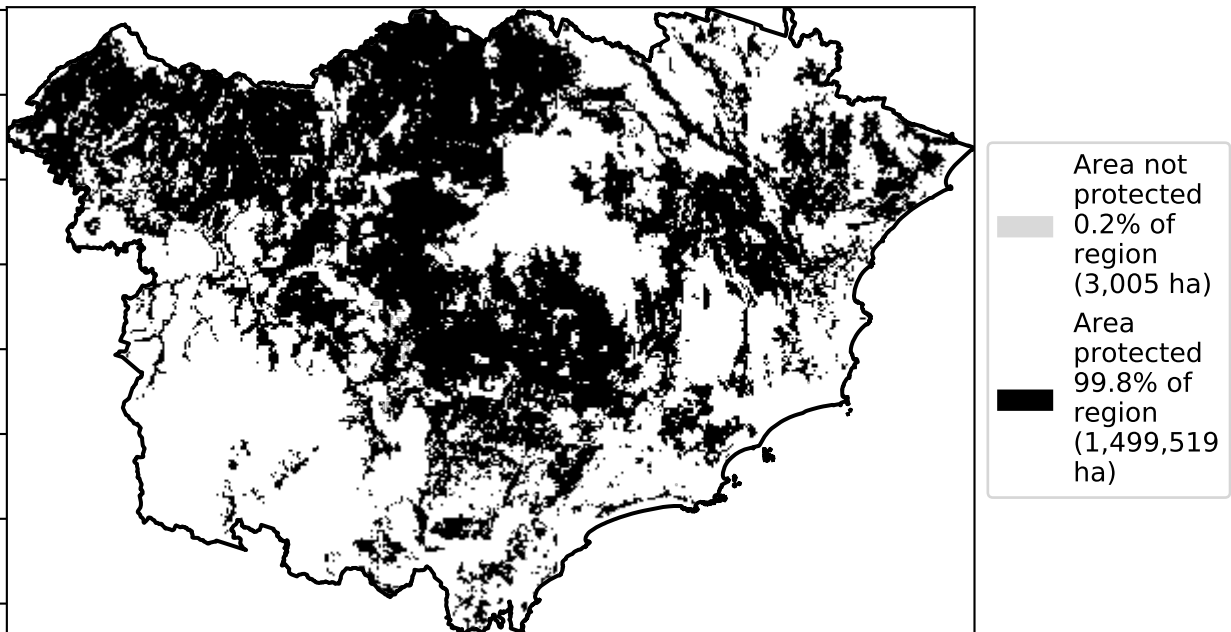 Area not
protected
0.2% of
region
(3,005 ha)
Area
protected
99.8% of
region
(1,499,519
ha)